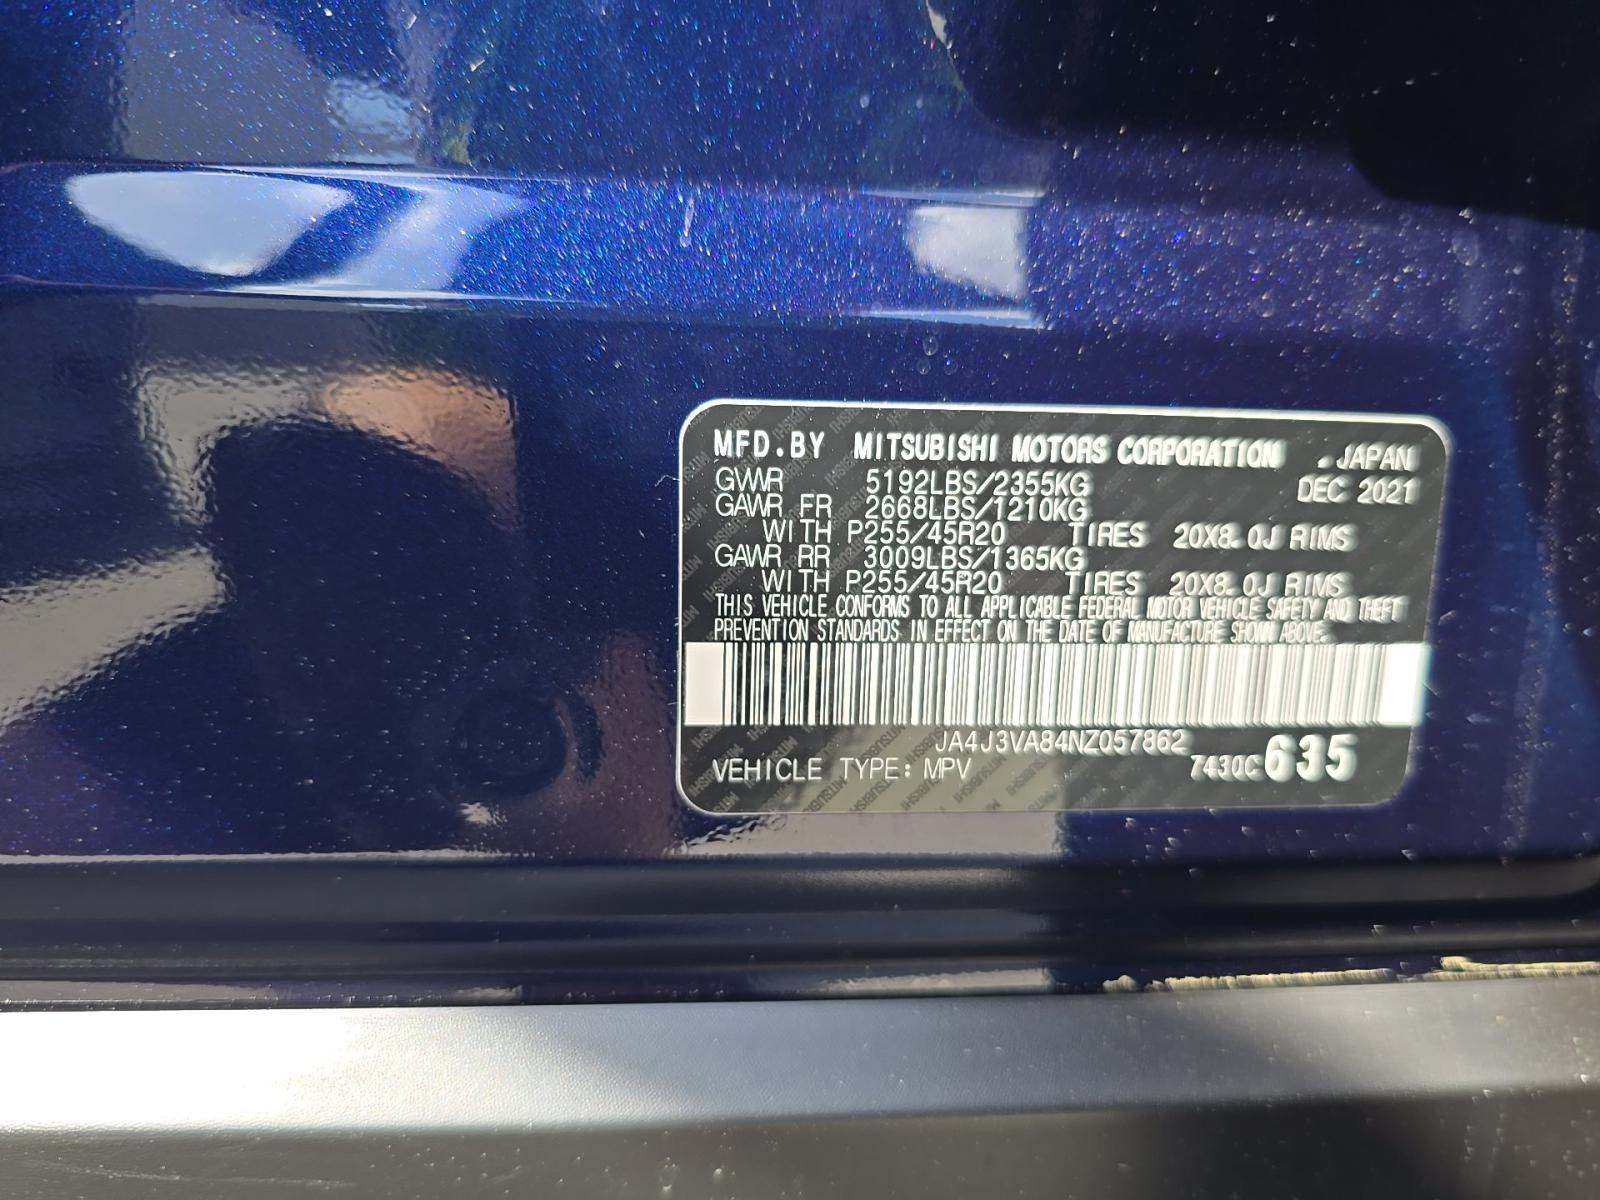 MFD.BY MITSUBISHI MOTORS CORPORATION , JAPAN
GVWR 5192LBS/2355KG DEC 2021
GAWR FR 2668LBS/1210KG
WITH P255/45R20 TIRES 20X8.0J RIMS
GAWR RR 3009LBS/1365KG
WITH P255/45R20 TIRES 20X8.0J RIMS
THIS VEHICLE CONFORMS TO ALL APPLICABLE FEDERAL MOTOR VEHICLE SAFETY AND THEFT
PREVENTION STANDARDS IN EFFECT ON THE DATE OF MANUFACTURE SHOWN ABOVE.
JA4J3VA84NZ057862
VEHICLE TYPE: MPV 7430C635